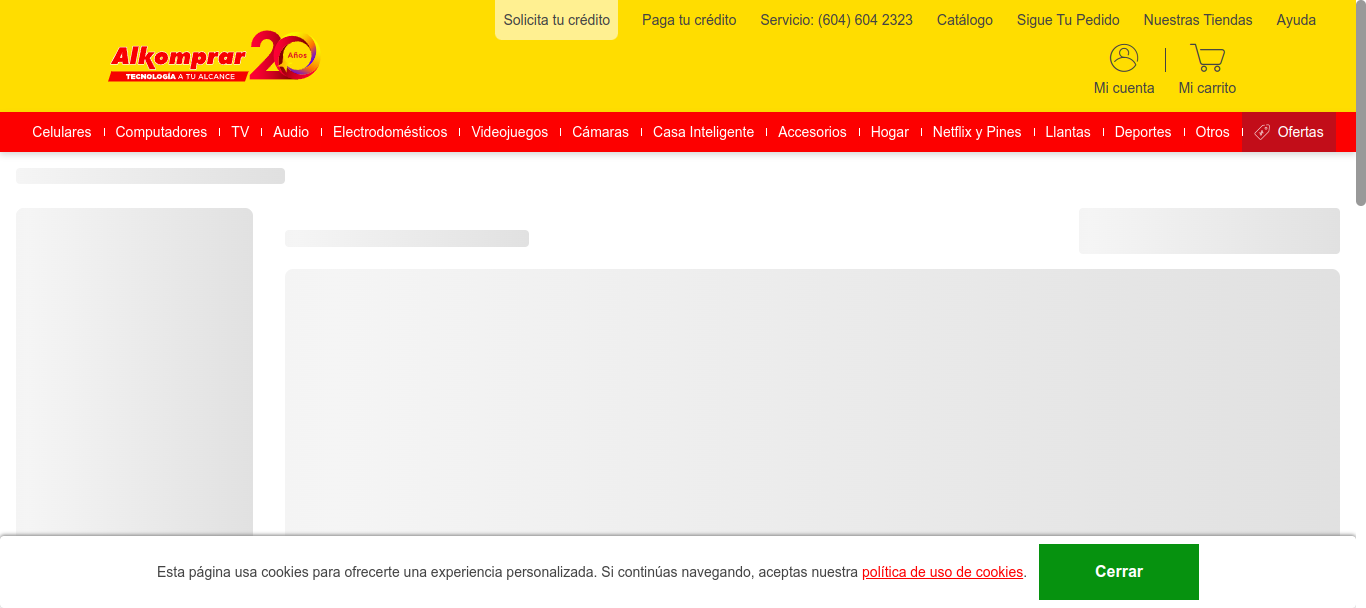 Solicita tu crédito Paga tu crédito Servicio: (604) 604 2323 Catálogo Sigue Tu Pedido Nuestras Tiendas Ayuda
Alkomprar 20 Años
TECNOLOGÍA A TU ALCANCE
Mi cuenta Mi carrito
Celulares Computadores TV Audio Electrodomésticos Videojuegos Cámaras Casa Inteligente Accesorios Hogar Netflix y Pines Llantas Deportes Otros Ofertas
Esta página usa cookies para ofrecerte una experiencia personalizada. Si continúas navegando, aceptas nuestra política de uso de cookies. Cerrar